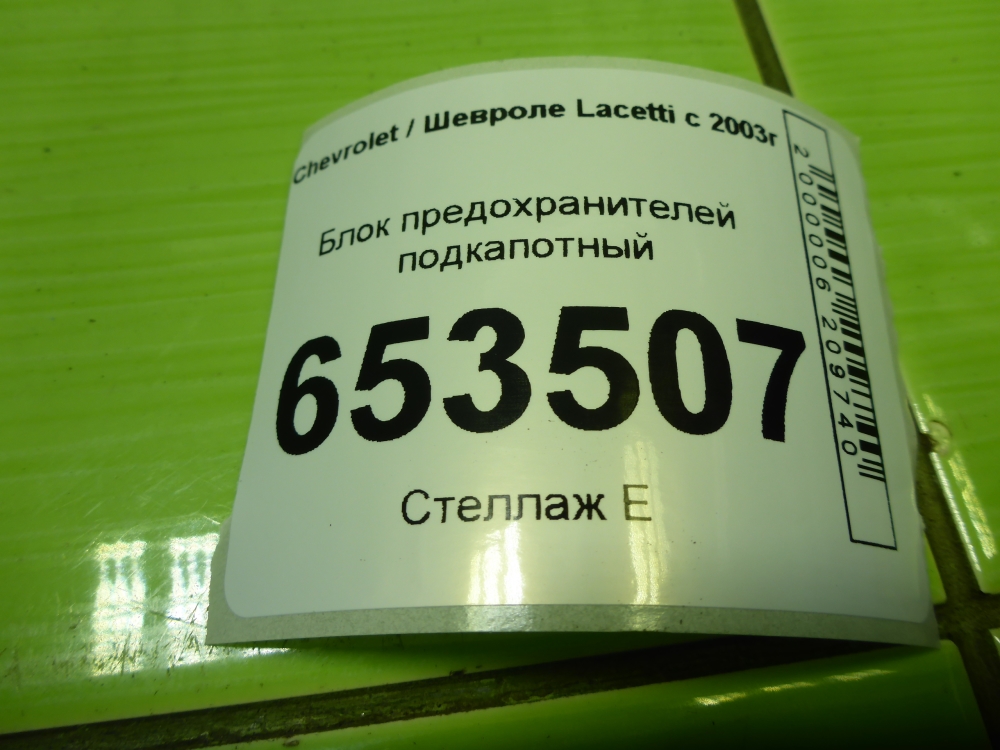 Chevrolet / Шевроле Lacetti с 2003г
Блок предохранителей
подкапотный
653507
Стеллаж Е
2000006209740